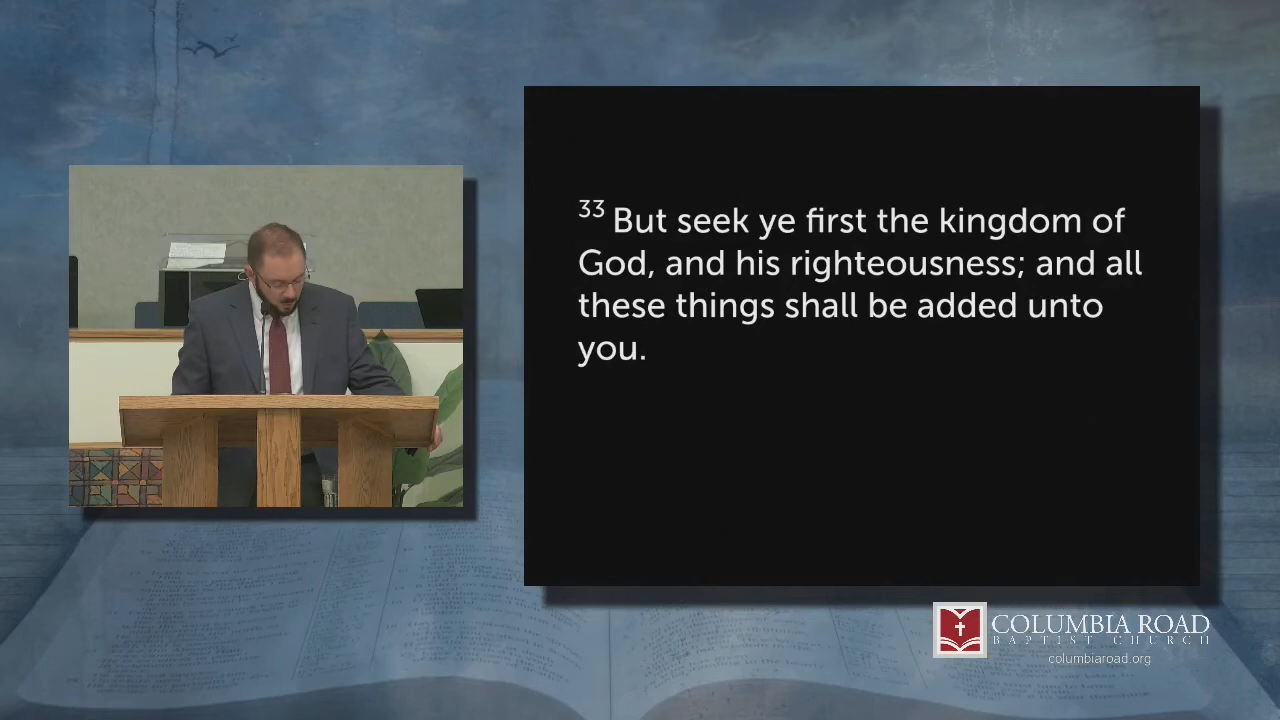 33 But seek ye first the kingdom of
God, and his righteousness; and all
these things shall be added unto
you.
COLUMBIA ROAD
BAPTIST CHURCH
columbiaroad.org